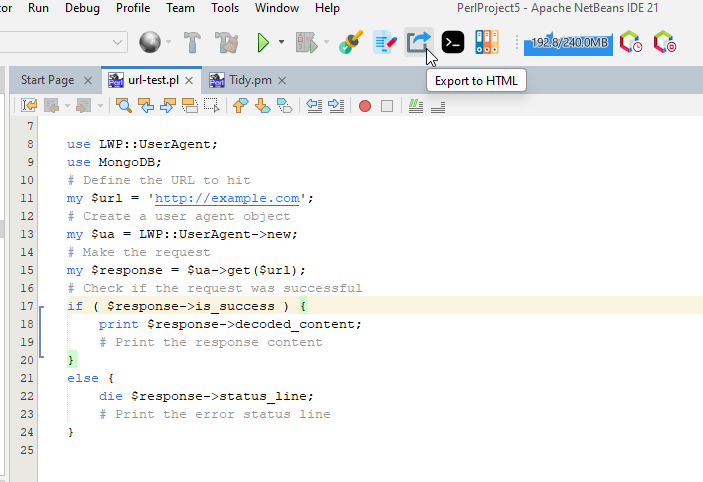 tor Run Debug Profile Team Tools Window Help PerlProject5 - Apache NetBeans IDE 21
192.8/240.0MB
Start Page url-test.pl Tidy.pm
Export to HTML
7
8 use LWP::UserAgent;
9 use MongoDB;
10 # Define the URL to hit
11 my $url = 'http://example.com';
12 # Create a user agent object
13 my $ua = LWP::UserAgent->new;
14 # Make the request
15 my $response = $ua->get($url);
16 # Check if the request was successful
17 if ( $response->is_success ) {
18 print $response->decoded_content;
19 # Print the response content
20 }
21 else {
22 die $response->status_line;
23 # Print the error status line
24 }
25